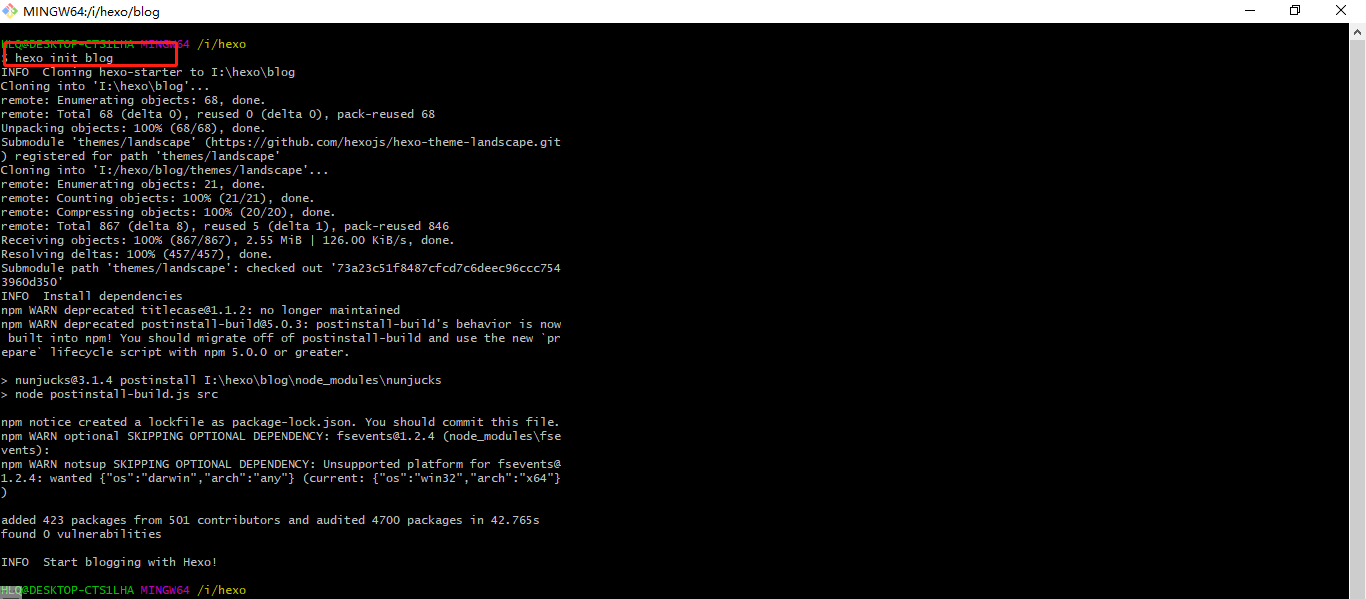 MINGW64:/i/hexo/blog
HLQ@DESKTOP-CTS1LHA MINGW64 /i/hexo
$ hexo init blog
INFO  Cloning hexo-starter to I:\hexo\blog
Cloning into 'I:\hexo\blog'...
remote: Enumerating objects: 68, done.
remote: Total 68 (delta 0), reused 0 (delta 0), pack-reused 68
Unpacking objects: 100% (68/68), done.
Submodule 'themes/landscape' (https://github.com/hexojs/hexo-theme-landscape.git
) registered for path 'themes/landscape'
Cloning into 'I:/hexo/blog/themes/landscape'...
remote: Enumerating objects: 21, done.
remote: Counting objects: 100% (21/21), done.
remote: Compressing objects: 100% (20/20), done.
remote: Total 867 (delta 8), reused 5 (delta 1), pack-reused 846
Receiving objects: 100% (867/867), 2.55 MiB | 126.00 KiB/s, done.
Resolving deltas: 100% (457/457), done.
Submodule path 'themes/landscape': checked out '73a23c51f8487cfcd7c6deec96ccc754
3960d350'
INFO  Install dependencies
npm WARN deprecated titlecase@1.1.2: no longer maintained
npm WARN deprecated postinstall-build@5.0.3: postinstall-build's behavior is now
 built into npm! You should migrate off of postinstall-build and use the new `pr
epare` lifecycle script with npm 5.0.0 or greater.
> nunjucks@3.1.4 postinstall I:\hexo\blog\node_modules\nunjucks
> node postinstall-build.js src
npm notice created a lockfile as package-lock.json. You should commit this file.
npm WARN optional SKIPPING OPTIONAL DEPENDENCY: fsevents@1.2.4 (node_modules\fse
vents):
npm WARN notsup SKIPPING OPTIONAL DEPENDENCY: Unsupported platform for fsevents@
1.2.4: wanted {"os":"darwin","arch":"any"} (current: {"os":"win32","arch":"x64"}
)
added 423 packages from 501 contributors and audited 4700 packages in 42.765s
found 0 vulnerabilities
INFO  Start blogging with Hexo!
HLQ@DESKTOP-CTS1LHA MINGW64 /i/hexo